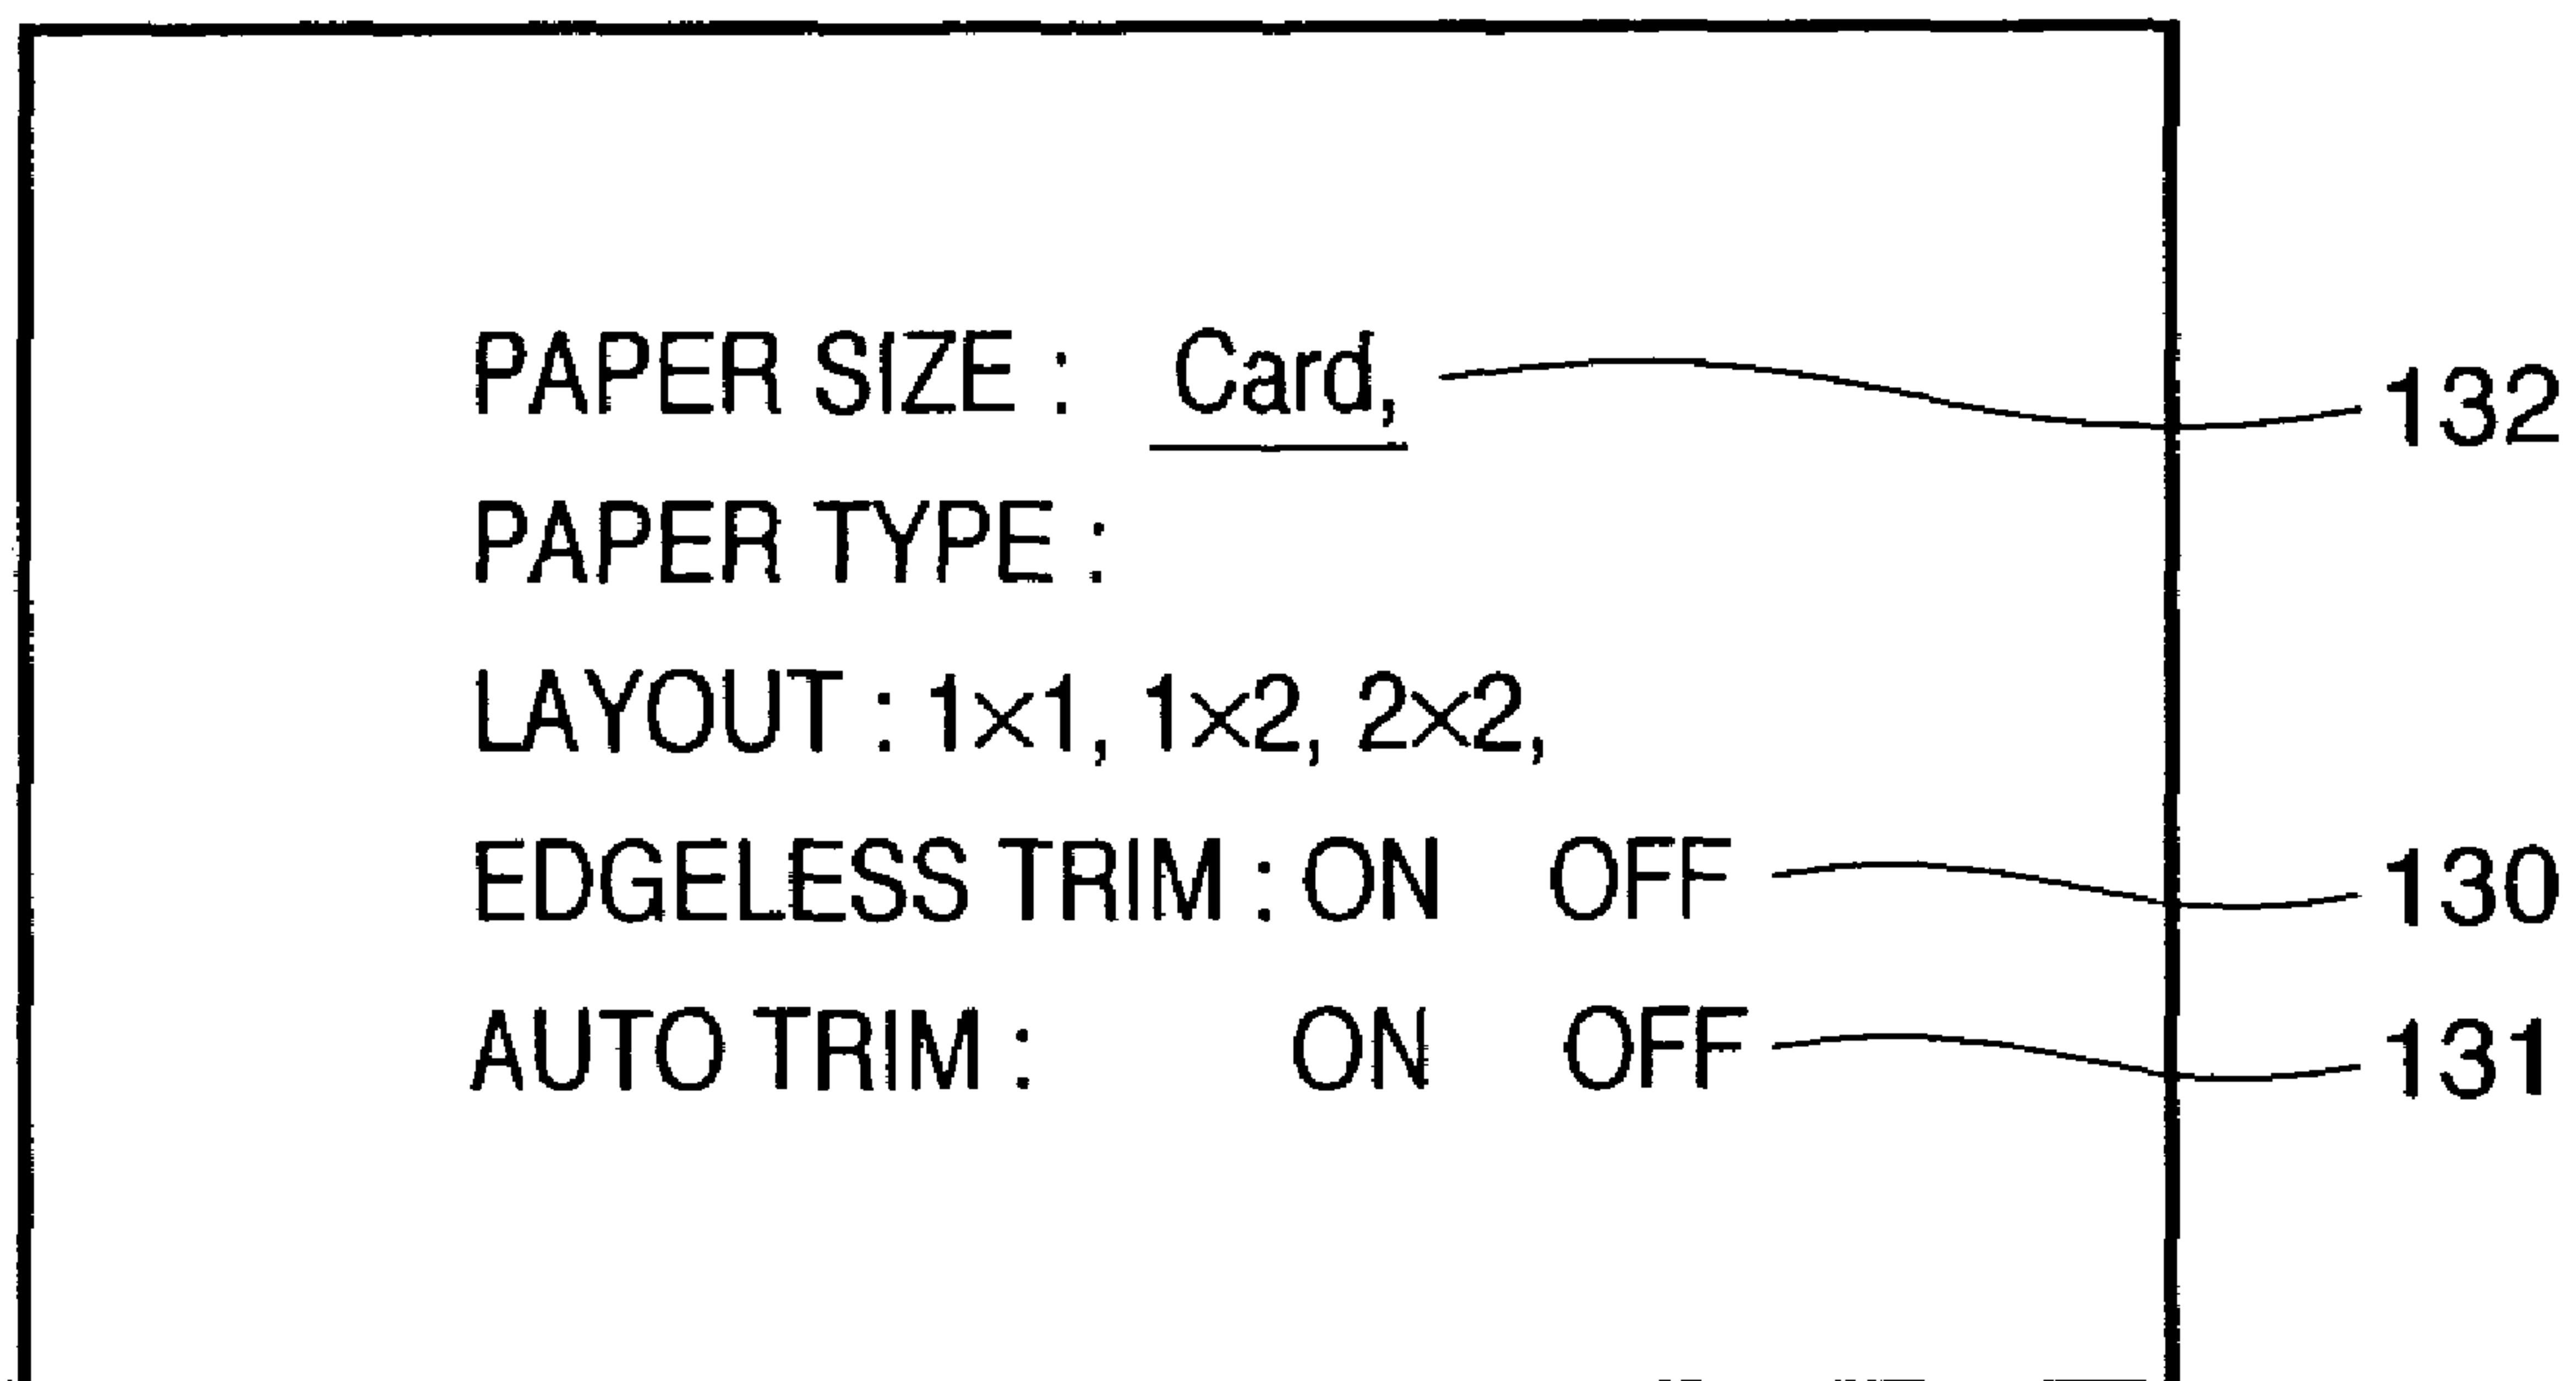 PAPER SIZE : Card, 132
PAPER TYPE :
LAYOUT : 1×1, 1×2, 2×2,
EDGELESS TRIM : ON OFF 130
AUTO TRIM : ON OFF 131